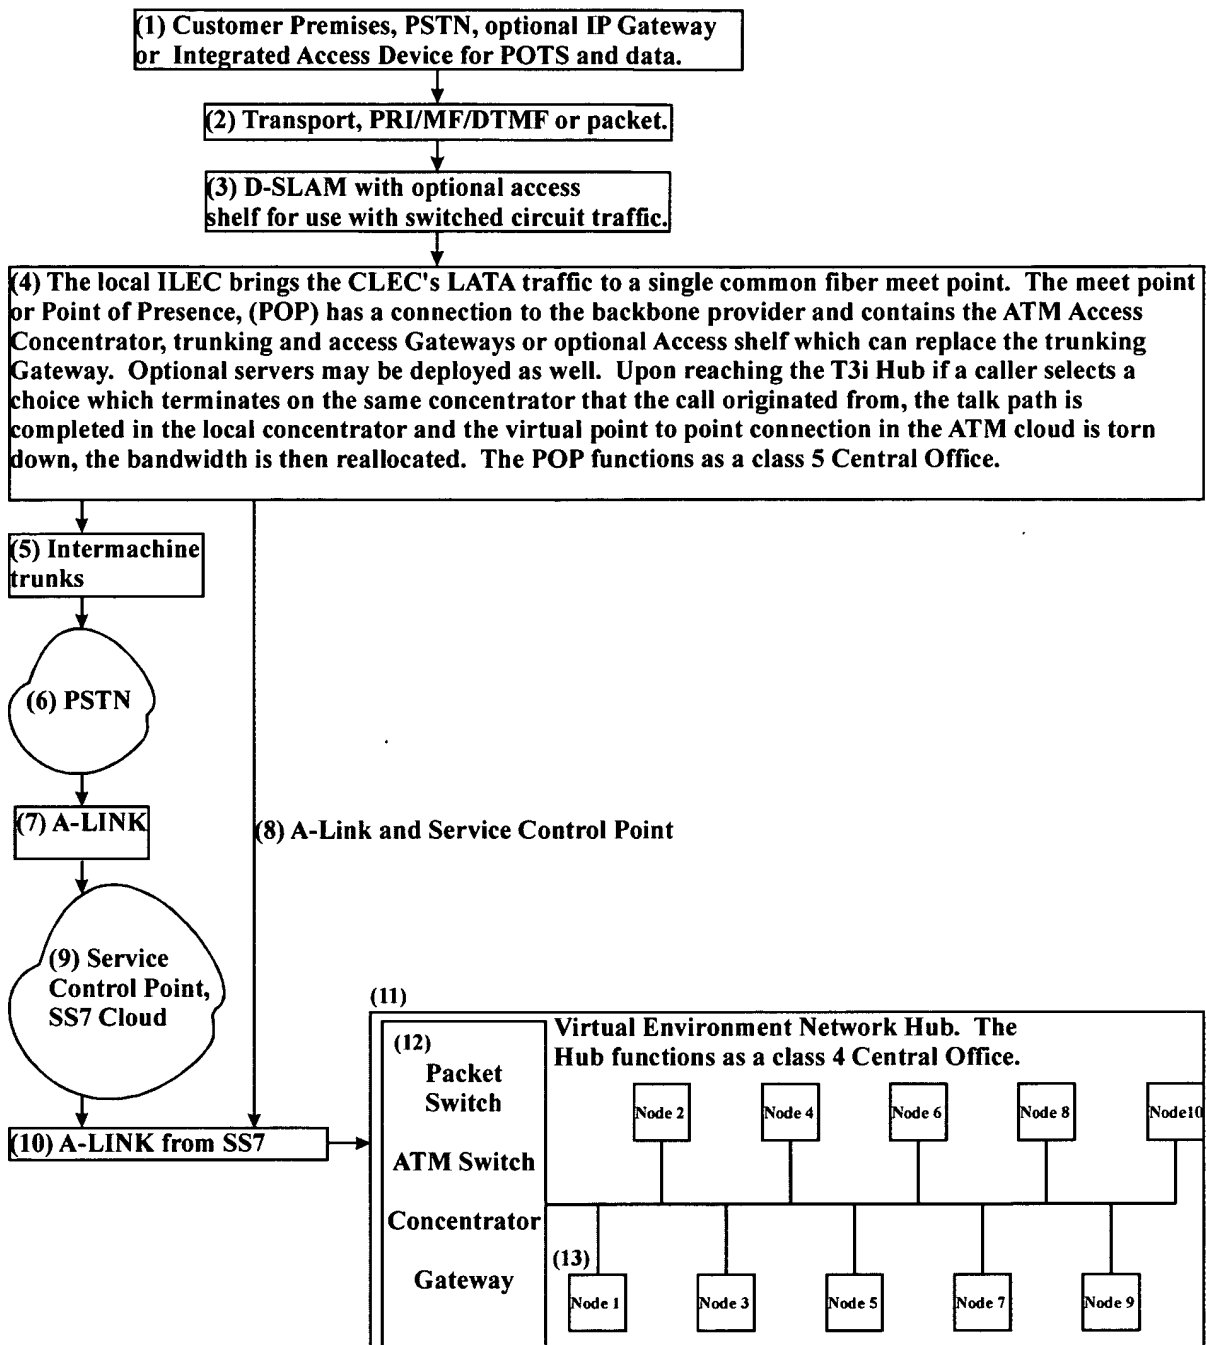 (1) Customer Premises, PSTN, optional IP Gateway
or Integrated Access Device for POTS and data.
(2) Transport, PRI/MF/DTMF or packet.
(3) D-SLAM with optional access
shelf for use with switched circuit traffic.
(4) The local ILEC brings the CLEC's LATA traffic to a single common fiber meet point. The meet point
or Point of Presence, (POP) has a connection to the backbone provider and contains the ATM Access
Concentrator, trunking and access Gateways or optional Access shelf which can replace the trunking
Gateway. Optional servers may be deployed as well. Upon reaching the T3i Hub if a caller selects a
choice which terminates on the same concentrator that the call originated from, the talk path is
completed in the local concentrator and the virtual point to point connection in the ATM cloud is torn
down, the bandwidth is then reallocated. The POP functions as a class 5 Central Office.
(5) Intermachine
trunks
(6) PSTN
(7) A-LINK
(8) A-Link and Service Control Point
(9) Service
Control Point,
SS7 Cloud
(10) A-LINK from SS7
(11)
Virtual Environment Network Hub. The
Hub functions as a class 4 Central Office.
(12)
Packet
Switch
ATM Switch
Concentrator
Gateway
Node 2
Node 4
Node 6
Node 8
Node10
(13)
Node 1
Node 3
Node 5
Node 7
Node 9